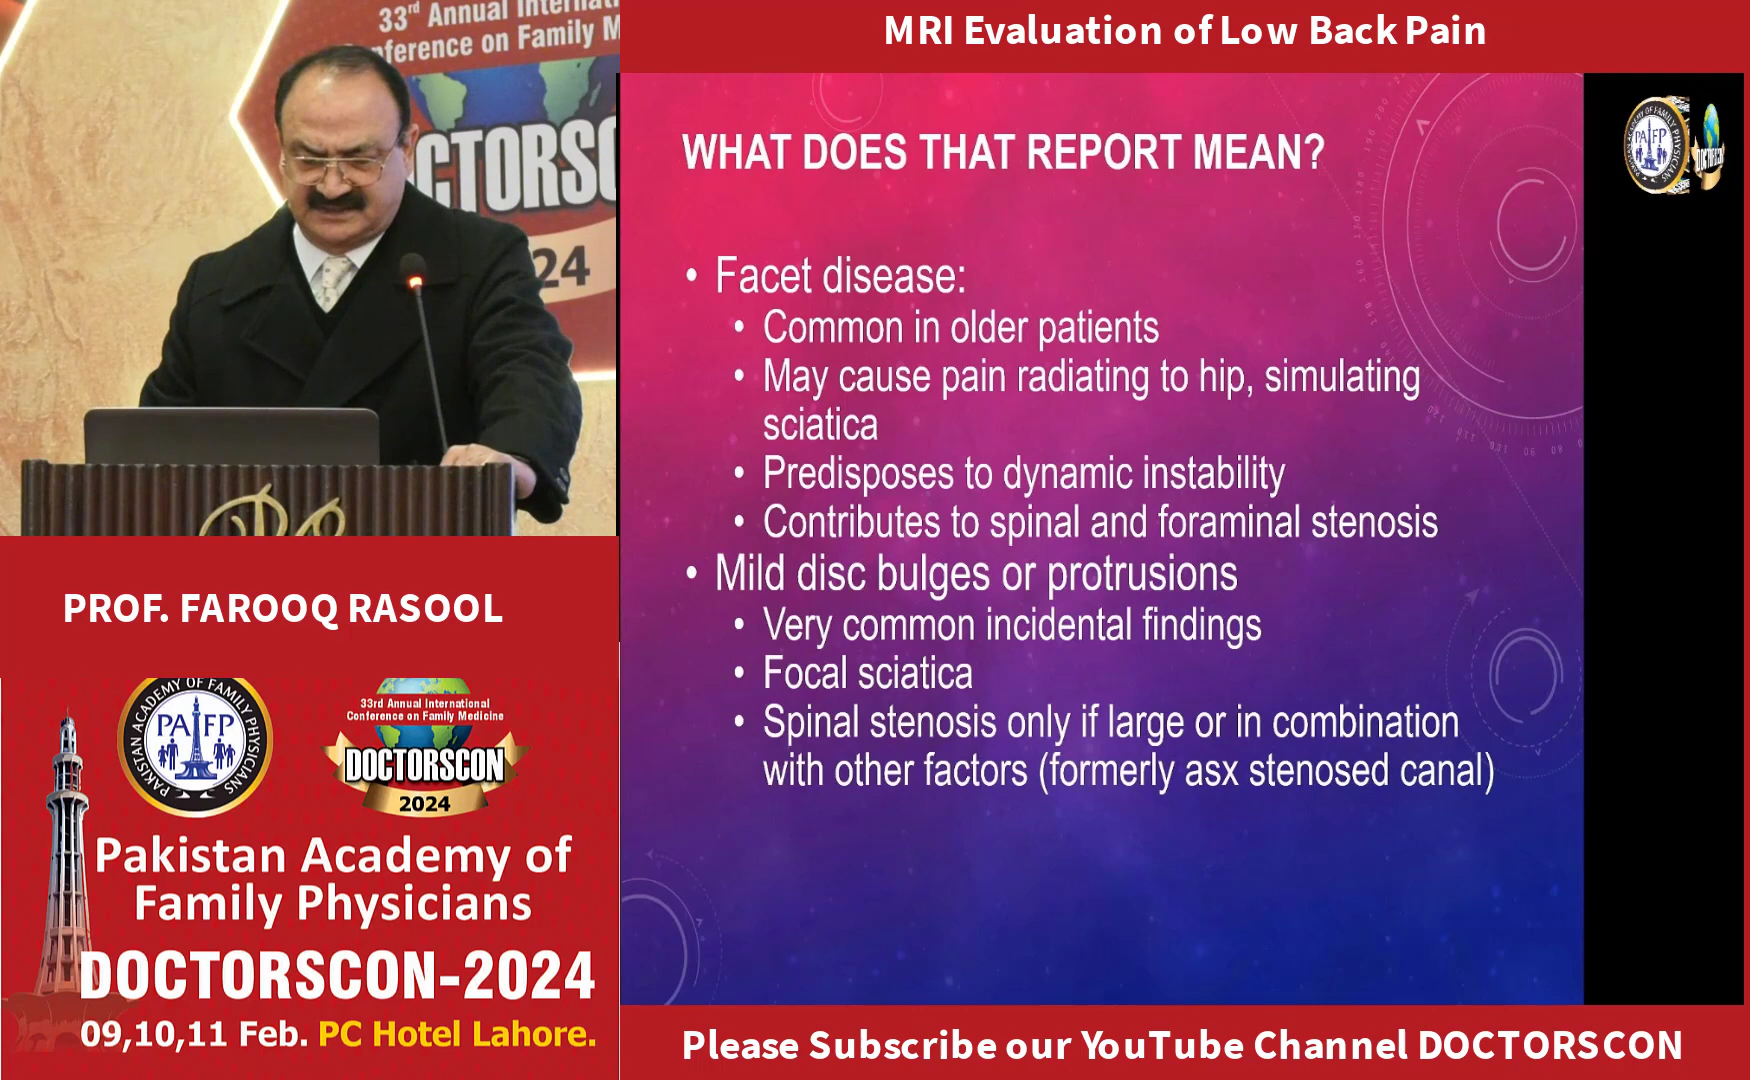 33rd Annual Internati
nference on Family M
CTORSC
24
PROF. FAROOQ RASOOL
PAKISTAN ACADEMY OF FAMILY PHYSICIANS
PAFP
33rd Annual International
Conference on Family Medicine
DOCTORSCON
2024
Pakistan Academy of
Family Physicians
DOCTORSCON-2024
09,10,11 Feb. PC Hotel Lahore.
MRI Evaluation of Low Back Pain
WHAT DOES THAT REPORT MEAN?
• Facet disease:
• Common in older patients
• May cause pain radiating to hip, simulating
sciatica
• Predisposes to dynamic instability
• Contributes to spinal and foraminal stenosis
• Mild disc bulges or protrusions
• Very common incidental findings
• Focal sciatica
• Spinal stenosis only if large or in combination
with other factors (formerly asx stenosed canal)
PAFP
Please Subscribe our YouTube Channel DOCTORSCON